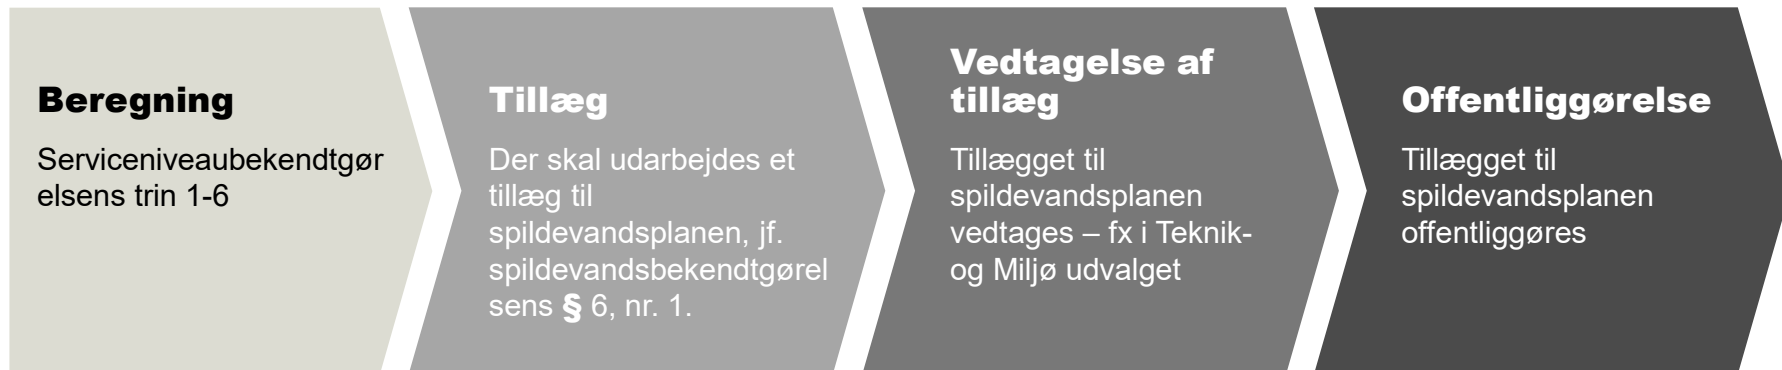 Beregning
Serviceniveaubekendtgør
elsens trin 1-6
Tillæg
Der skal udarbejdes et
tillæg til
spildevandsplanen, jf.
spildevandsbekendtgørel
sens § 6, nr. 1.
Vedtagelse af
tillæg
Tillægget til
spildevandsplanen
vedtages – fx i Teknik-
og Miljø udvalget
Offentliggørelse
Tillægget til
spildevandsplanen
offentliggøres